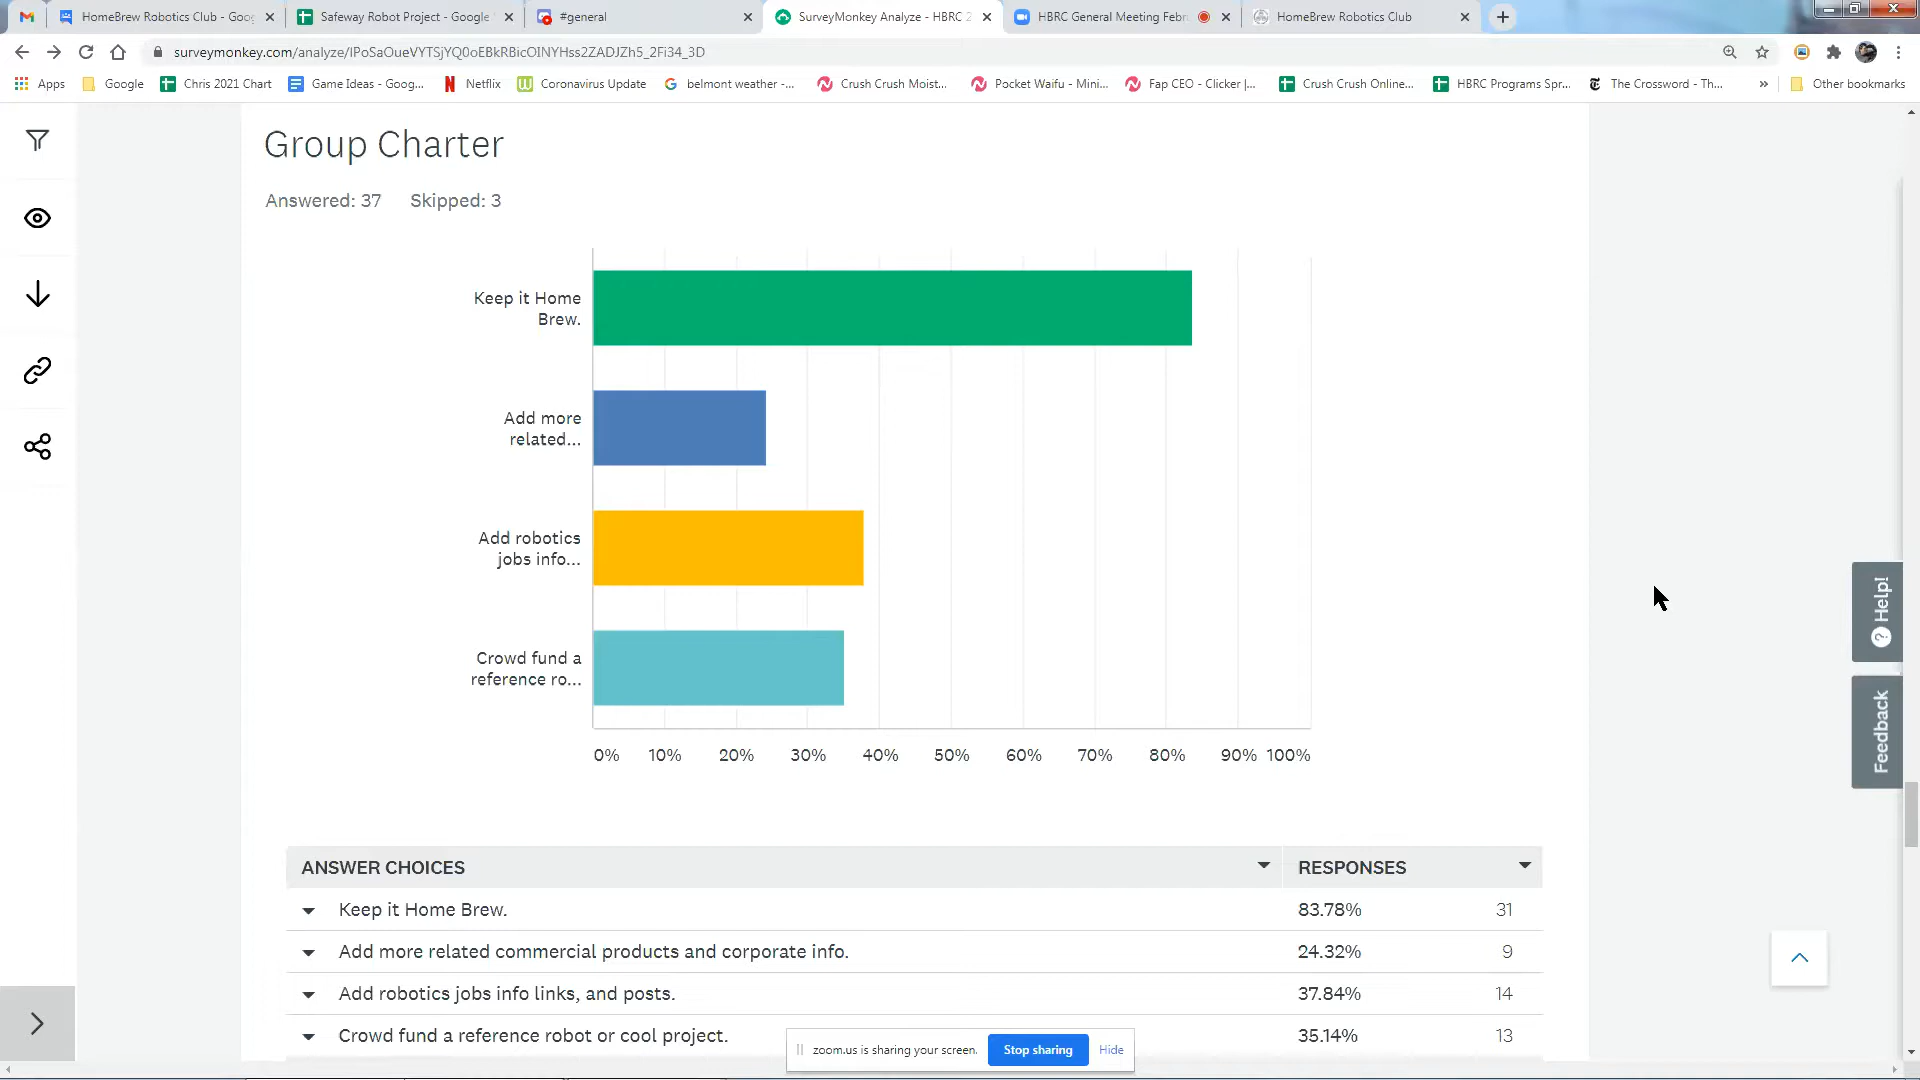 HomeBrew Robotics Club - Goog
Safeway Robot Project - Google
#general
SurveyMonkey Analyze - HBRC 2
HBRC General Meeting Febr
HomeBrew Robotics Club
surveymonkey.com/analyze/IPoSaOueVYTSjYQ0oEBkRBicOINYHss2ZADJZh5_2Fi34_3D
Apps
Google
Chris 2021 Chart
Game Ideas - Goog...
Netflix
Coronavirus Update
belmont weather -...
Crush Crush Moist...
Pocket Waifu - Mini...
Fap CEO - Clicker |...
Crush Crush Online...
HBRC Programs Spr...
The Crossword - Th...
»
Other bookmarks
Group Charter
Answered: 37 Skipped: 3
Keep it Home
Brew.
Add more
related...
Add robotics
jobs info...
Crowd fund a
reference ro...
0% 10% 20% 30% 40% 50% 60% 70% 80% 90% 100%
Help!
Feedback
ANSWER CHOICES RESPONSES
Keep it Home Brew. 83.78% 31
Add more related commercial products and corporate info. 24.32% 9
Add robotics jobs info links, and posts. 37.84% 14
Crowd fund a reference robot or cool project. 35.14% 13
zoom.us is sharing your screen. Stop sharing Hide